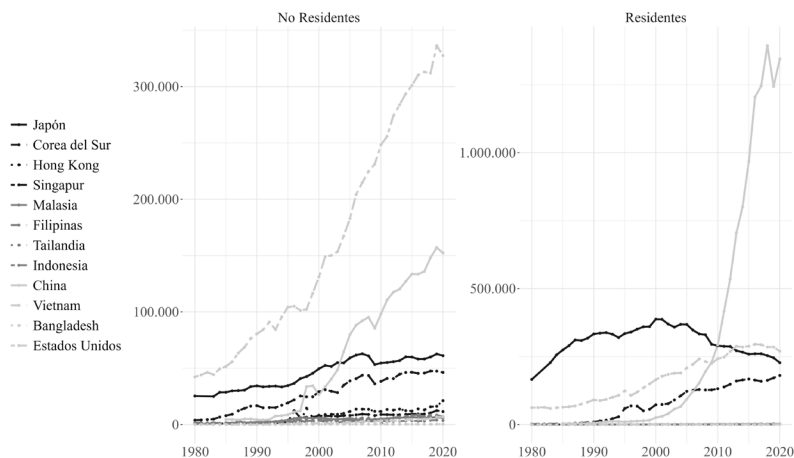 No Residentes
Residentes
Japón
Corea del Sur
Hong Kong
Singapur
Malasia
Filipinas
Tailandia
Indonesia
China
Vietnam
Bangladesh
Estados Unidos
300.000
200.000
100.000
0
1980 1990 2000 2010 2020
1.000.000
500.000
0
1980 1990 2000 2010 2020